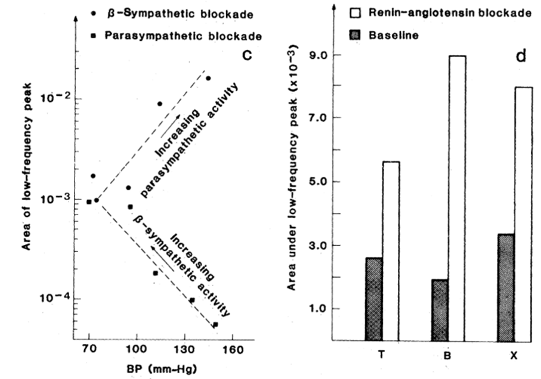 β-Sympathetic blockade
Parasympathetic blockade
c
Area of low-frequency peak
10-2
10-3
10-4
Increasing
parasympathetic activity
Increasing
β-sympathetic activity
70
100
130
160
BP (mm-Hg)
Renin-angiotensin blockade
Baseline
d
Area under low-frequency peak (x10-3)
9.0
7.0
5.0
3.0
1.0
T
B
X